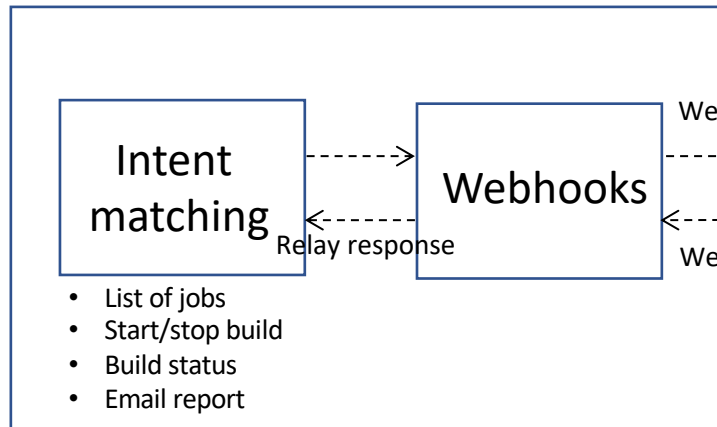 Intent
matching
Webhooks
We
Relay response
We
• List of jobs
• Start/stop build
• Build status
• Email report